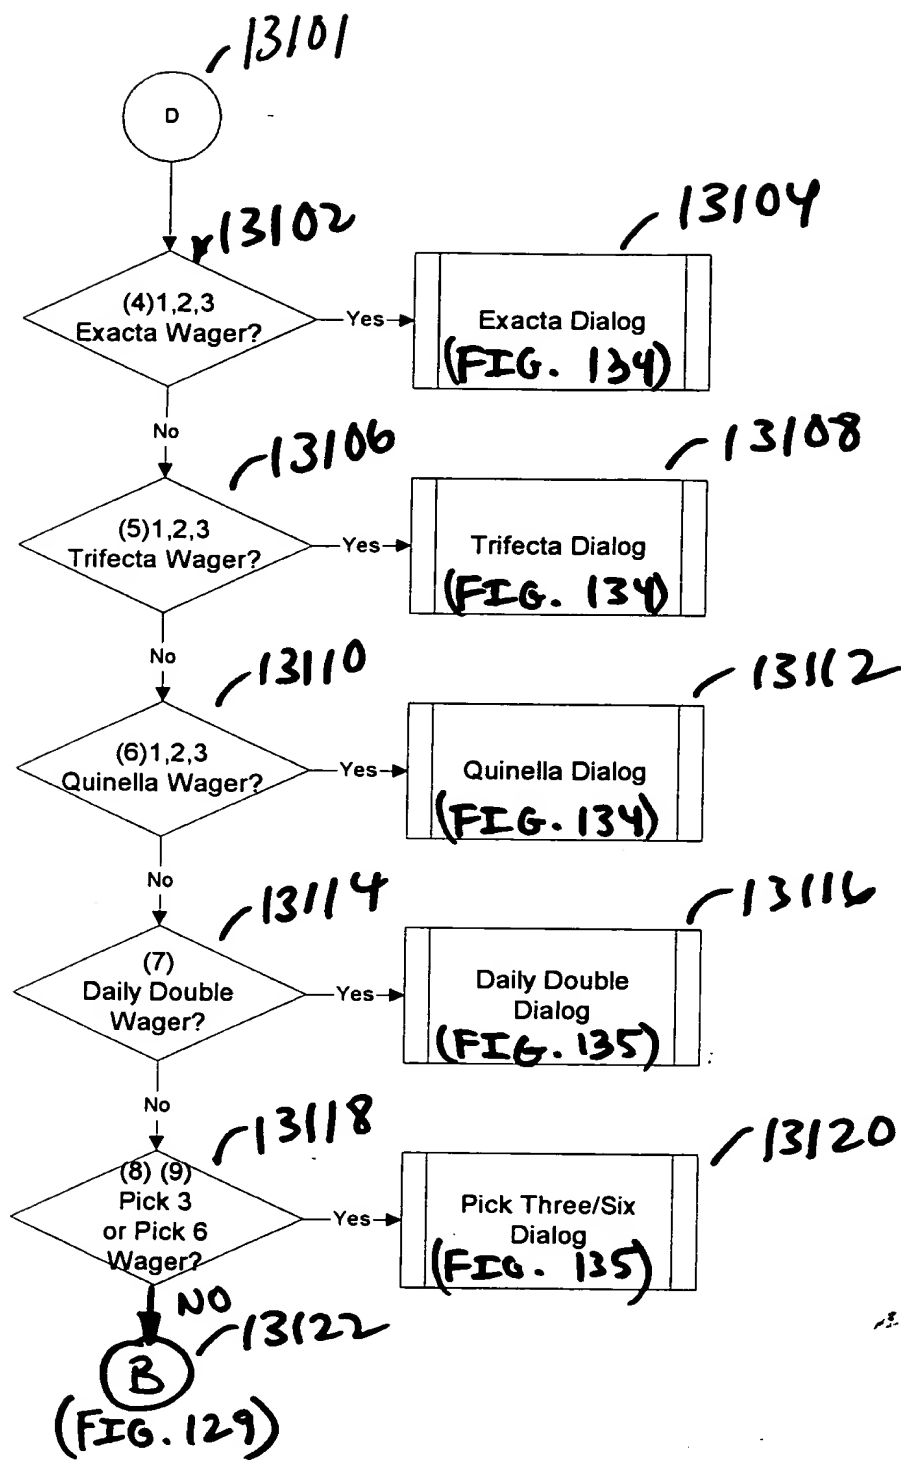 13101
D
13102
13104
(4)1,2,3
Exacta Wager?
Yes
Exacta Dialog
(FIG. 134)
No
13106
13108
(5)1,2,3
Trifecta Wager?
Yes
Trifecta Dialog
(FIG. 134)
No
13110
13112
(6)1,2,3
Quinella Wager?
Yes
Quinella Dialog
(FIG. 134)
No
13114
13116
(7)
Daily Double
Wager?
Yes
Daily Double
Dialog
(FIG. 135)
No
13118
13120
(8) (9)
Pick 3
or Pick 6
Wager?
Yes
Pick Three/Six
Dialog
(FIG. 135)
NO
13122
B
(FIG. 129)